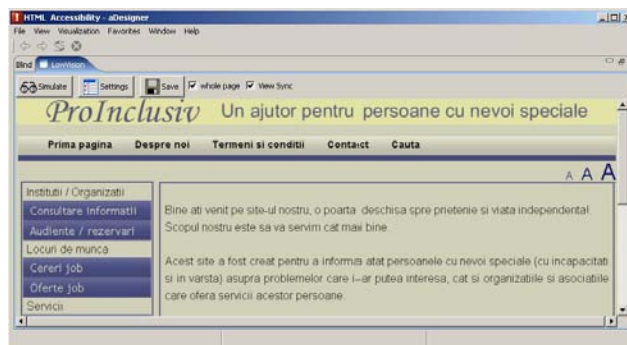 HTML Accessibility - aDesigner
File View Visualization Favorites Window Help
Blind LowVision
Simulate Settings Save whole page View Sync
ProInclusiv Un ajutor pentru persoane cu nevoi speciale
Prima pagina Despre noi Termeni si conditii Contact Cauta
A A A
Institutii / Organizatii
Consultare informatii
Audiente / rezervari
Locuri de munca
Cereri job
Oferte job
Servicii
Bine ati venit pe site-ul nostru, o poarta deschisa spre prietenie si viata independenta!
Scopul nostru este sa va servim cat mai bine.
Acest site a fost creat pentru a informa atat persoanele cu nevoi speciale (cu incapacitati
si in varsta) asupra problemelor care i-ar putea interesa, cat si organizatiile si asociatiile
care ofera servicii acestor persoane.